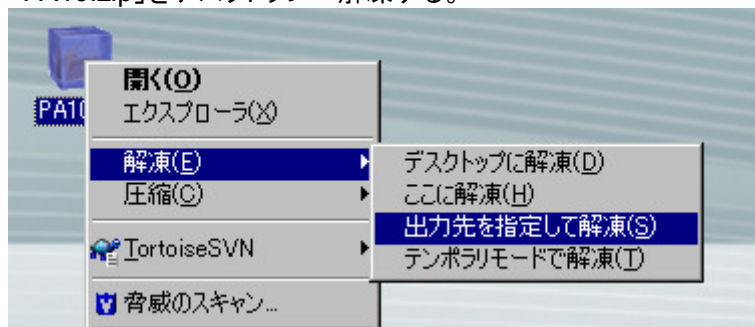 PA10
開く(O)
エクスプローラ(X)
解凍(E)
圧縮(C)
TortoiseSVN
脅威のスキャン...
デスクトップに解凍(D)
ここに解凍(H)
出力先を指定して解凍(S)
テンポラリモードで解凍(T)